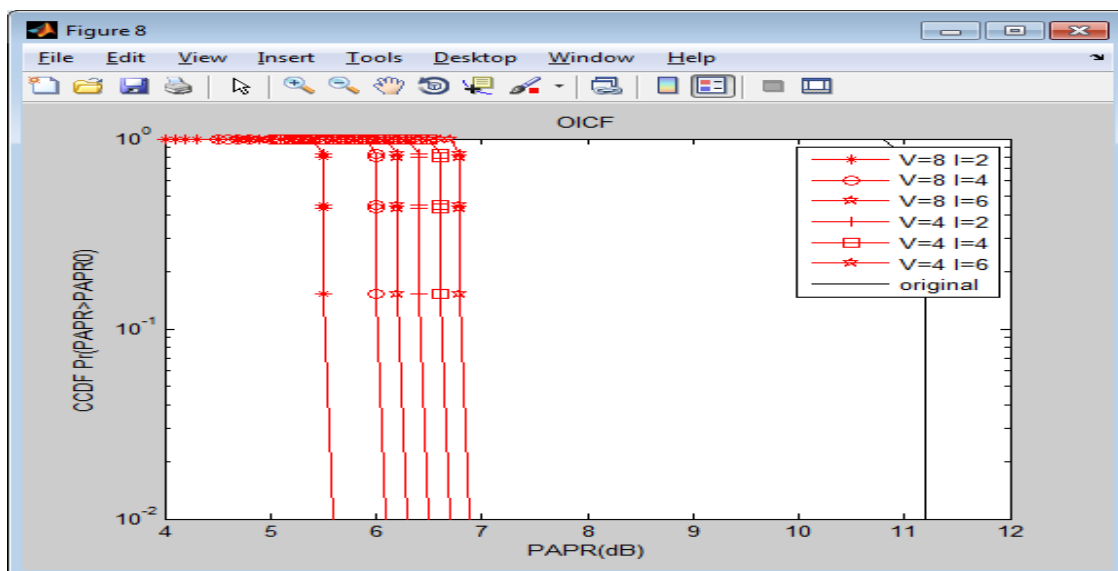 Figure 8
File Edit View Insert Tools Desktop Window Help
OICF
10^0
10^-1
10^-2
CCDF Pr(PAPR>PAPR0)
V=8 I=2
V=8 I=4
V=8 I=6
V=4 I=2
V=4 I=4
V=4 I=6
original
4 5 6 7 8 9 10 11 12
PAPR(dB)